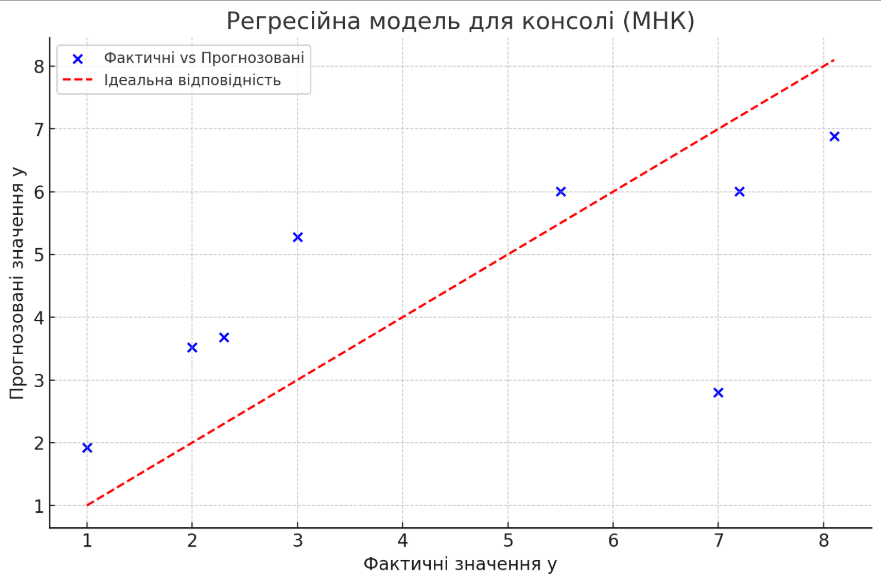 Регресійна модель для консолі (МНК)
Фактичні vs Прогнозовані
Ідеальна відповідність
Прогнозовані значення y
8
7
6
5
4
3
2
1
1 2 3 4 5 6 7 8
Фактичні значення y